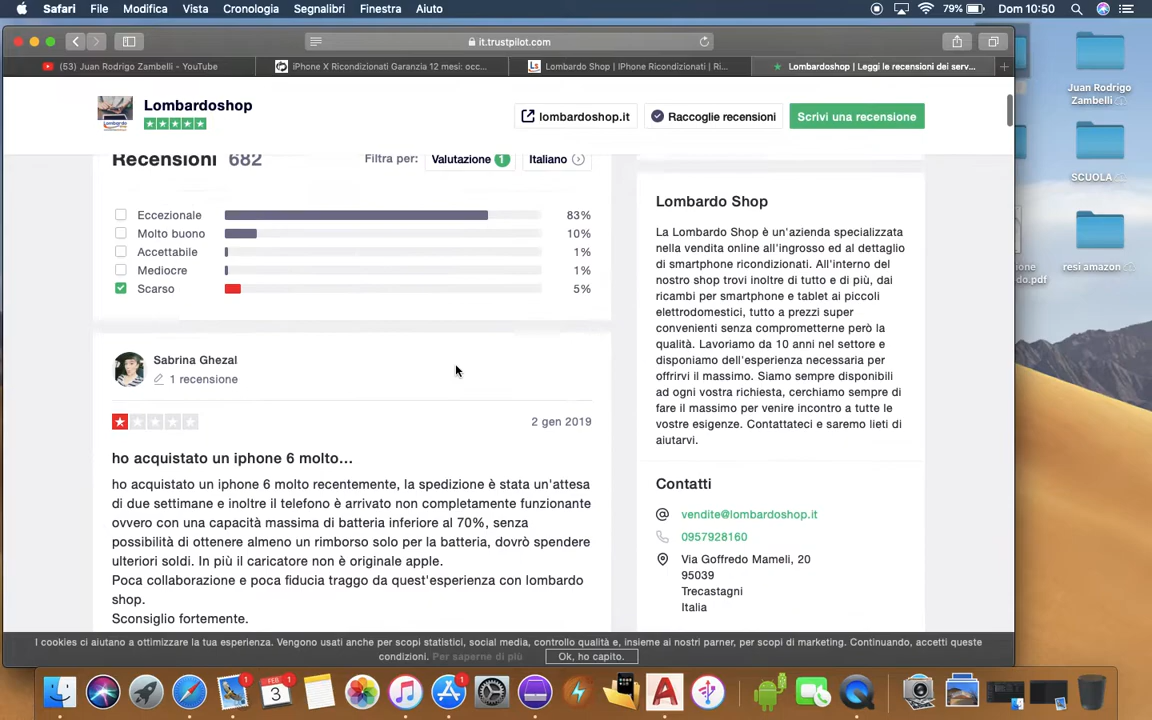 Safari File Modifica Vista Cronologia Segnalibri Finestra Aiuto 79% Dom 10:50
it.trustpilot.com
(53) Juan Rodrigo Zambelli - YouTube
iPhone X Ricondizionati Garanzia 12 mesi: occ...
Lombardo Shop | IPhone Ricondizionati | Ri...
Lombardoshop | Leggi le recensioni dei serv...
Lombardoshop
lombardoshop.it
Raccoglie recensioni
Scrivi una recensione
Recensioni 682
Filtra per: Valutazione 1 Italiano
Eccezionale 83%
Molto buono 10%
Accettabile 1%
Mediocre 1%
Scarso 5%
Sabrina Ghezal
1 recensione
2 gen 2019
ho acquistato un iphone 6 molto...
ho acquistato un iphone 6 molto recentemente, la spedizione è stata un'attesa
di due settimane e inoltre il telefono è arrivato non completamente funzionante
ovvero con una capacità massima di batteria inferiore al 70%, senza
possibilità di ottenere almeno un rimborso solo per la batteria, dovrò spendere
ulteriori soldi. In più il caricatore non è originale apple.
Poca collaborazione e poca fiducia traggo da quest'esperienza con lombardo
shop.
Sconsiglio fortemente.
Lombardo Shop
La Lombardo Shop è un'azienda specializzata
nella vendita online all'ingrosso ed al dettaglio
di smartphone ricondizionati. All'interno del
nostro shop trovi inoltre di tutto e di più, dai
ricambi per smartphone e tablet ai piccoli
elettrodomestici, tutto a prezzi super
convenienti senza comprometterne però la
qualità. Lavoriamo da 10 anni nel settore e
disponiamo dell'esperienza necessaria per
offrirvi il massimo. Siamo sempre disponibili
ad ogni vostra richiesta, cerchiamo sempre di
fare il massimo per venire incontro a tutte le
vostre esigenze. Contattateci e saremo lieti di
aiutarvi.
Contatti
vendite@lombardoshop.it
0957928160
Via Goffredo Mameli, 20
95039
Trecastagni
Italia
I cookies ci aiutano a ottimizzare la tua esperienza. Vengono usati anche per scopi statistici, social media, controllo qualità e, insieme ai nostri parner, per scopi di marketing. Continuando, accetti queste
condizioni. Per saperne di più Ok, ho capito.
Juan Rodrigo
Zambelli
SCUOLA
resi amazon
ione
do.pdf
1
FEB
3
1
1